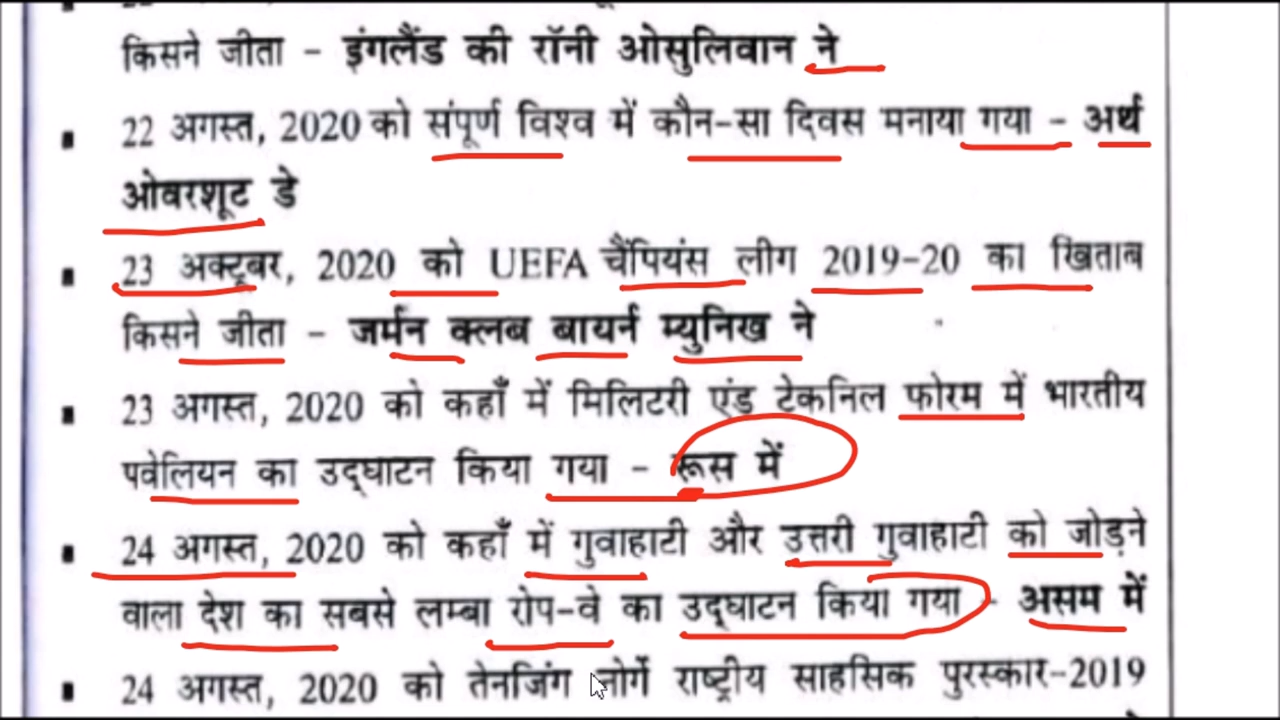 किसने जीता - इंगलैंड की रॉनी ओसुलिवान ने
22 अगस्त, 2020 को संपूर्ण विश्व में कौन-सा दिवस मनाया गया - अर्थ
ओवरशूट डे
23 अक्टूबर, 2020 को UEFA चैंपियंस लीग 2019-20 का खिताब
किसने जीता - जर्मन क्लब बायर्न म्युनिख ने
23 अगस्त, 2020 को कहाँ में मिलिटरी एंड टेकनिल फोरम में भारतीय
पवेलियन का उद्घाटन किया गया - रूस में
24 अगस्त, 2020 को कहाँ में गुवाहाटी और उत्तरी गुवाहाटी को जोड़ने
वाला देश का सबसे लम्बा रोप-वे का उद्घाटन किया गया - असम में
24 अगस्त, 2020 को तेनजिंग नोर्गे राष्ट्रीय साहसिक पुरस्कार-2019